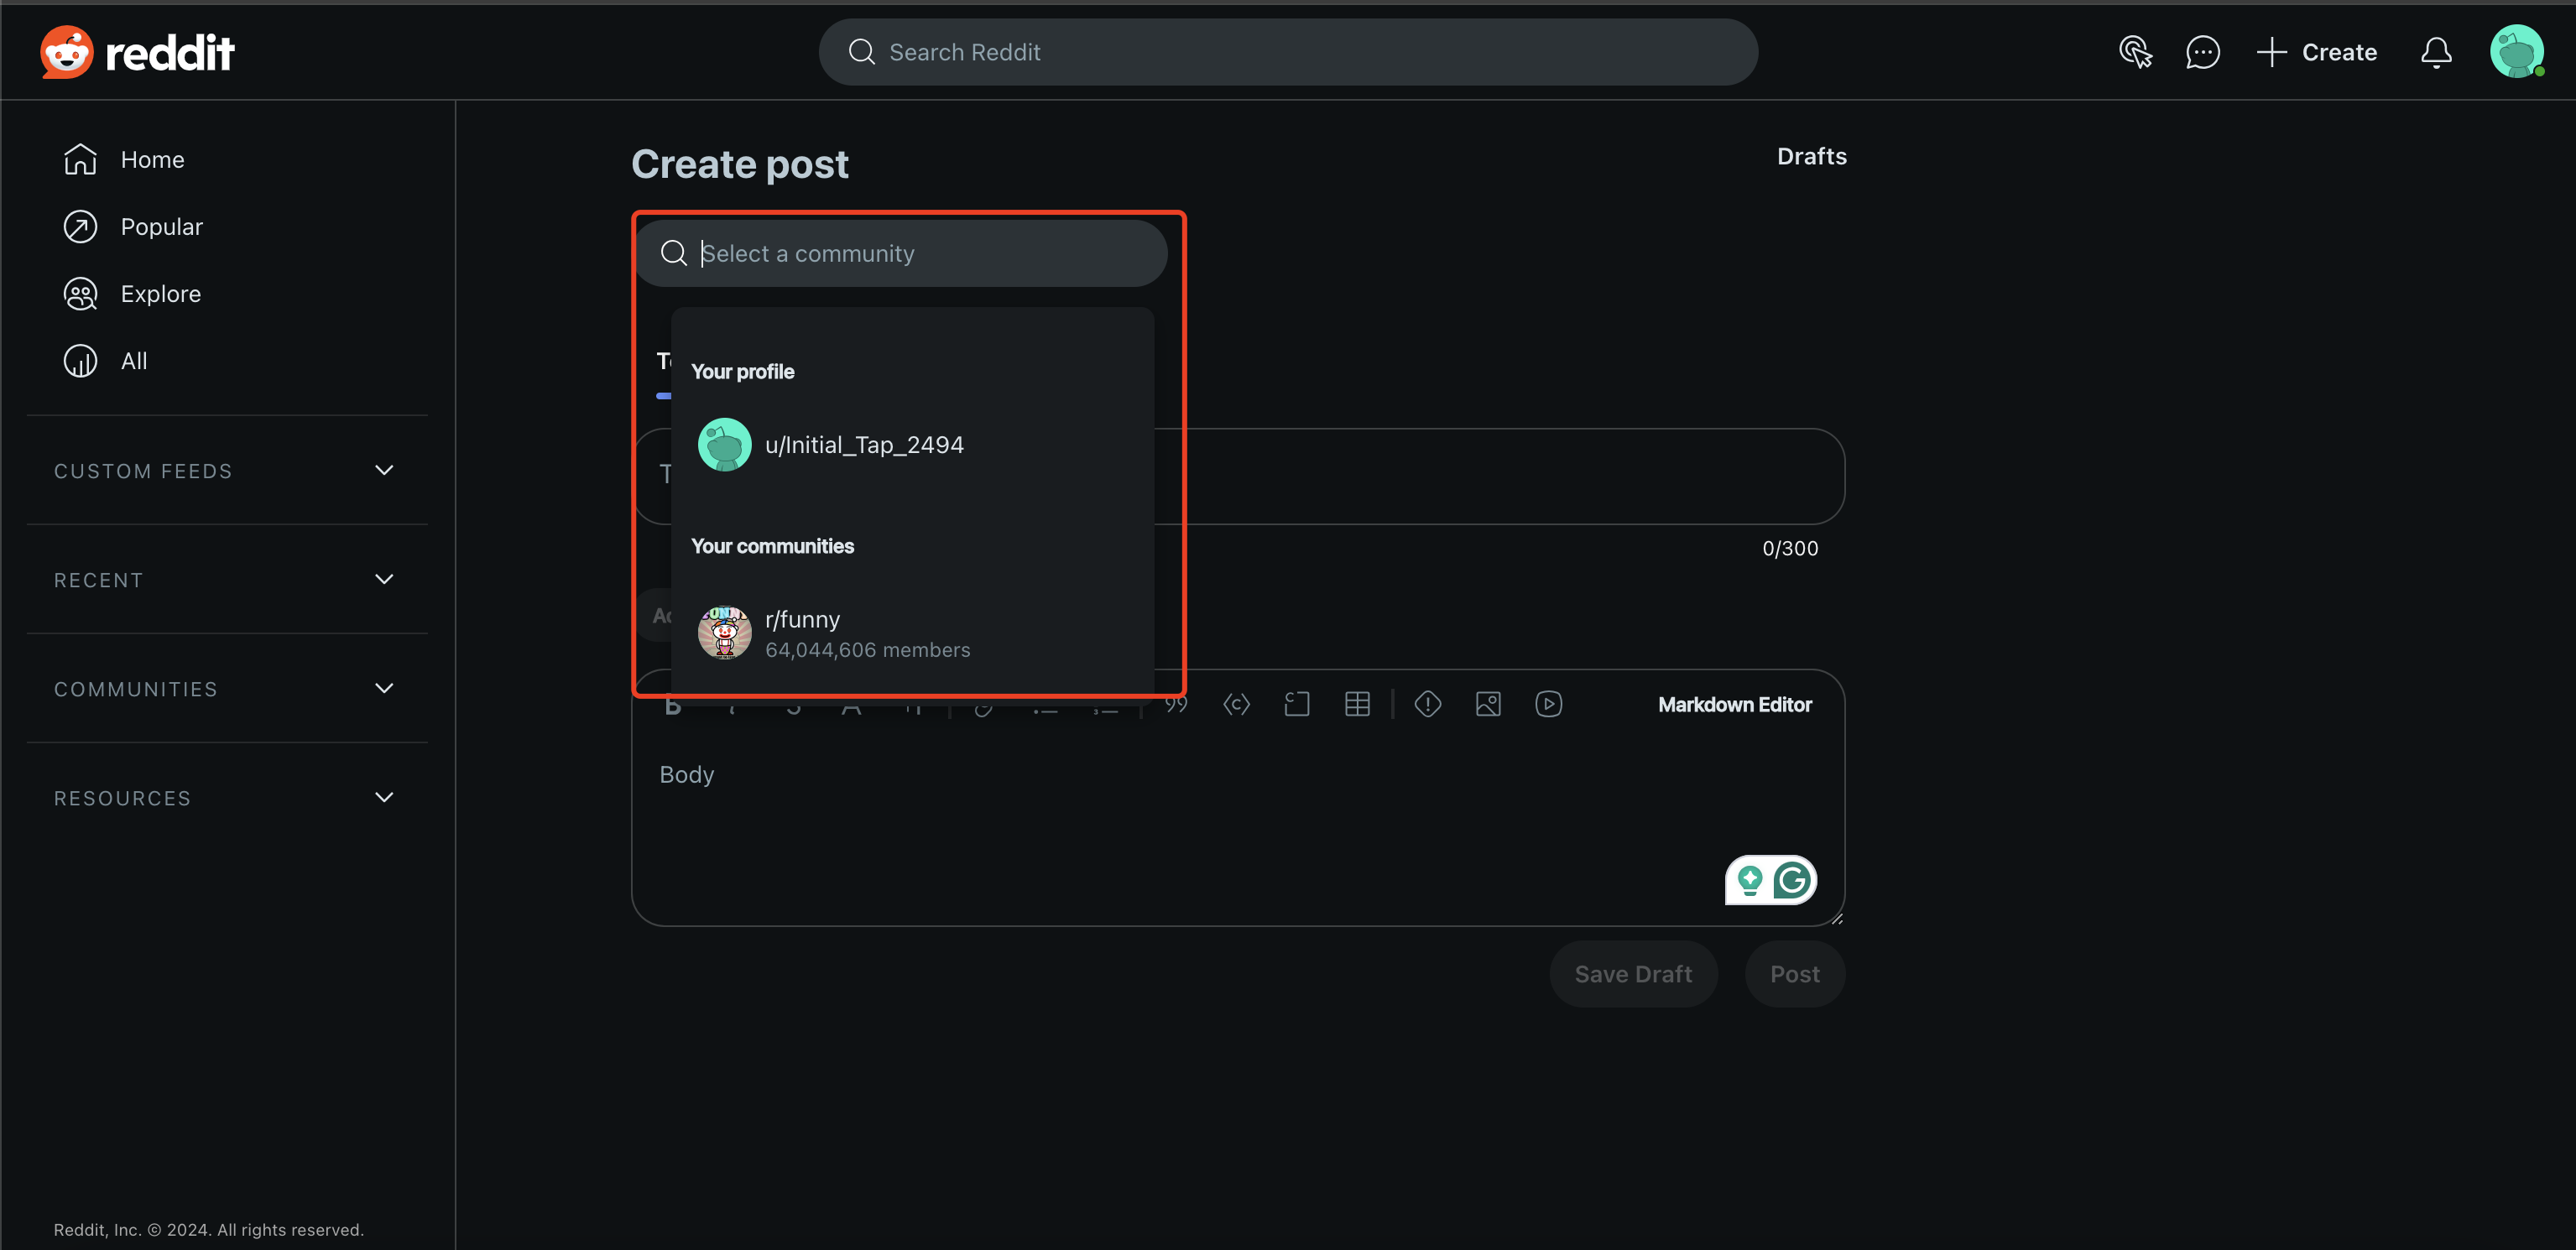 reddit
Search Reddit
Create
Home
Popular
Explore
All
CUSTOM FEEDS
RECENT
COMMUNITIES
RESOURCES
Reddit, Inc. © 2024. All rights reserved.
Create post
Drafts
Select a community
Your profile
u/Initial_Tap_2494
Your communities
r/funny
64,044,606 members
0/300
Markdown Editor
Body
Save Draft
Post